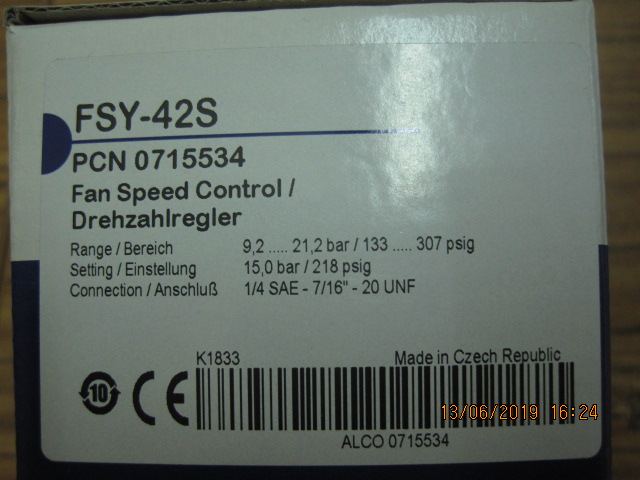 FSY-42S
PCN 0715534
Fan Speed Control /
Drehzahlregler
Range / Bereich 9,2 ..... 21,2 bar / 133 ..... 307 psig
Setting / Einstellung 15,0 bar / 218 psig
Connection / Anschluß 1/4 SAE - 7/16" - 20 UNF
K1833 Made in Czech Republic
10 CE
13/06/2019 16:24
ALCO 0715534